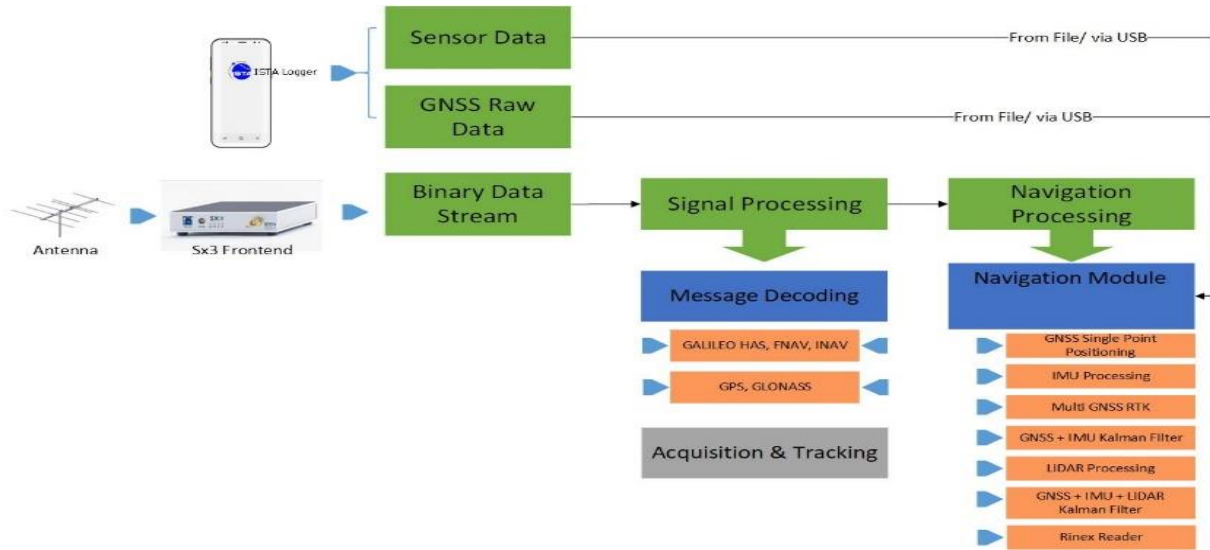 Sensor Data
From File/ via USB
ISTA
ISTA Logger
GNSS Raw
Data
From File/ via USB
Antenna
SX3
Sx3 Frontend
Binary Data
Stream
Signal Processing
Navigation
Processing
Message Decoding
GALILEO HAS, FNAV, INAV
GPS, GLONASS
Acquisition & Tracking
Navigation Module
GNSS Single Point
Positioning
IMU Processing
Multi GNSS RTK
GNSS + IMU Kalman Filter
LiDAR Processing
GNSS + IMU + LiDAR
Kalman Filter
Rinex Reader